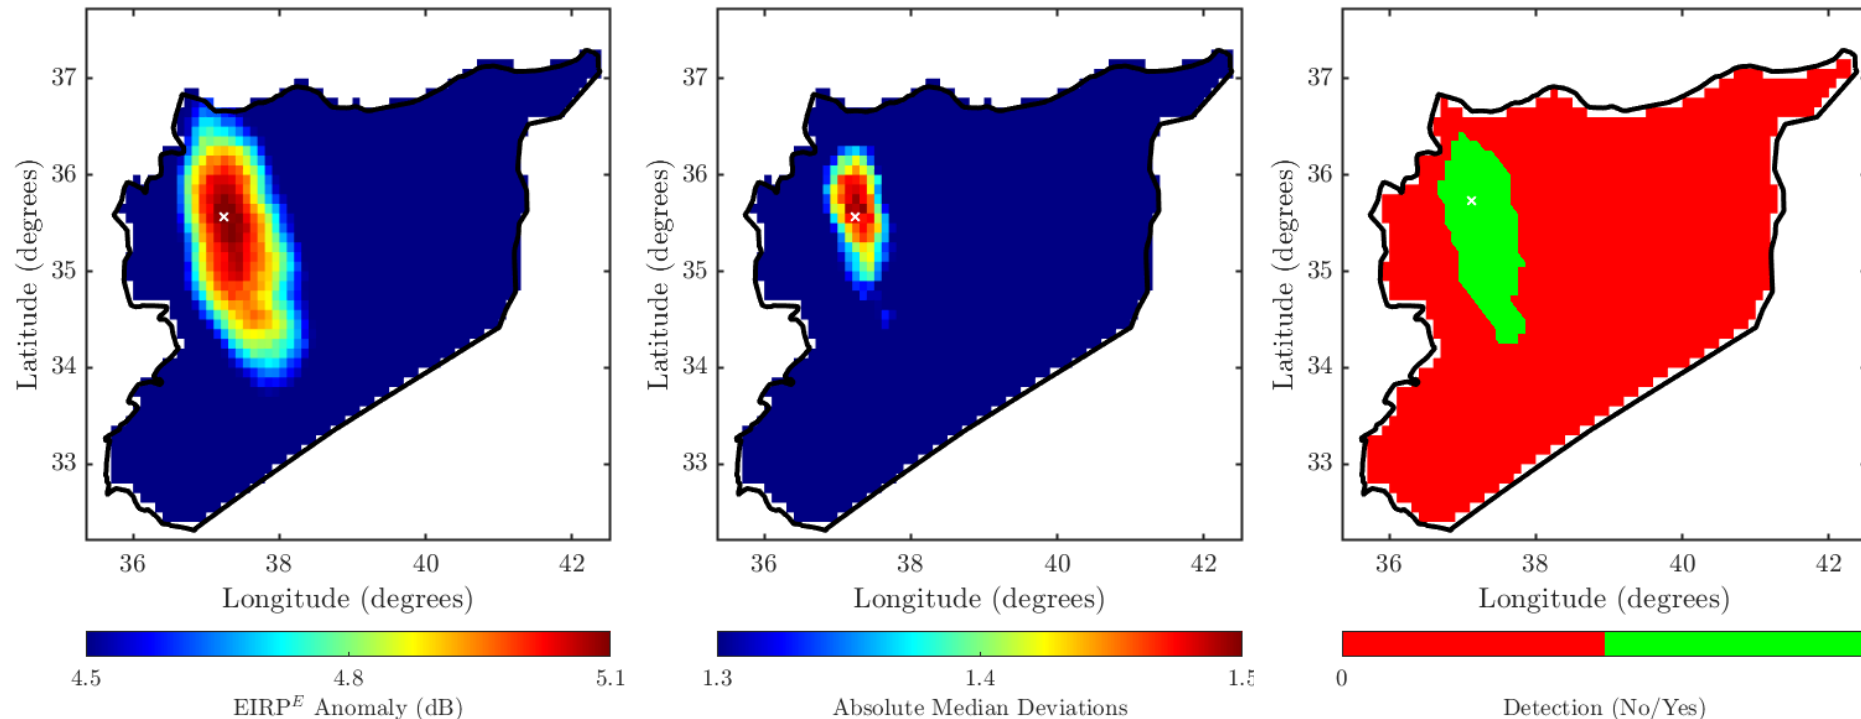 37
36
35
34
33
Latitude (degrees)
36 38 40 42
Longitude (degrees)
4.5 4.8 5.1
EIRP^E Anomaly (dB)
37
36
35
34
33
Latitude (degrees)
36 38 40 42
Longitude (degrees)
1.3 1.4 1.5
Absolute Median Deviations
37
36
35
34
33
Latitude (degrees)
36 38 40 42
Longitude (degrees)
0
Detection (No/Yes)